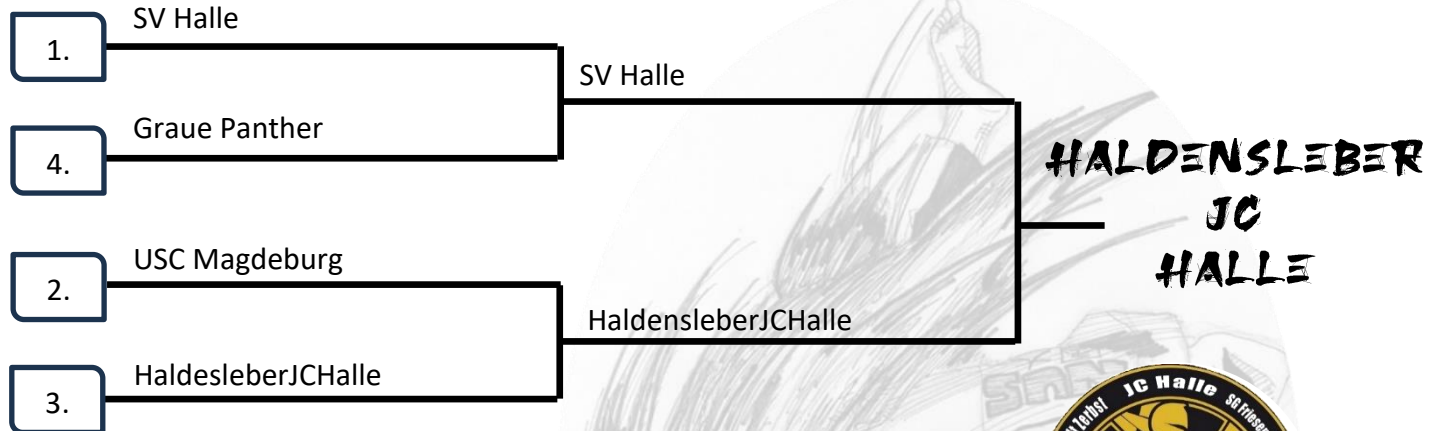 SV Halle
1.
SV Halle
Graue Panther
4.
HALDENSLEBER
JC
HALLE
USC Magdeburg
2.
HaldensleberJCHalle
HaldesleberJCHalle
3.
JC Halle